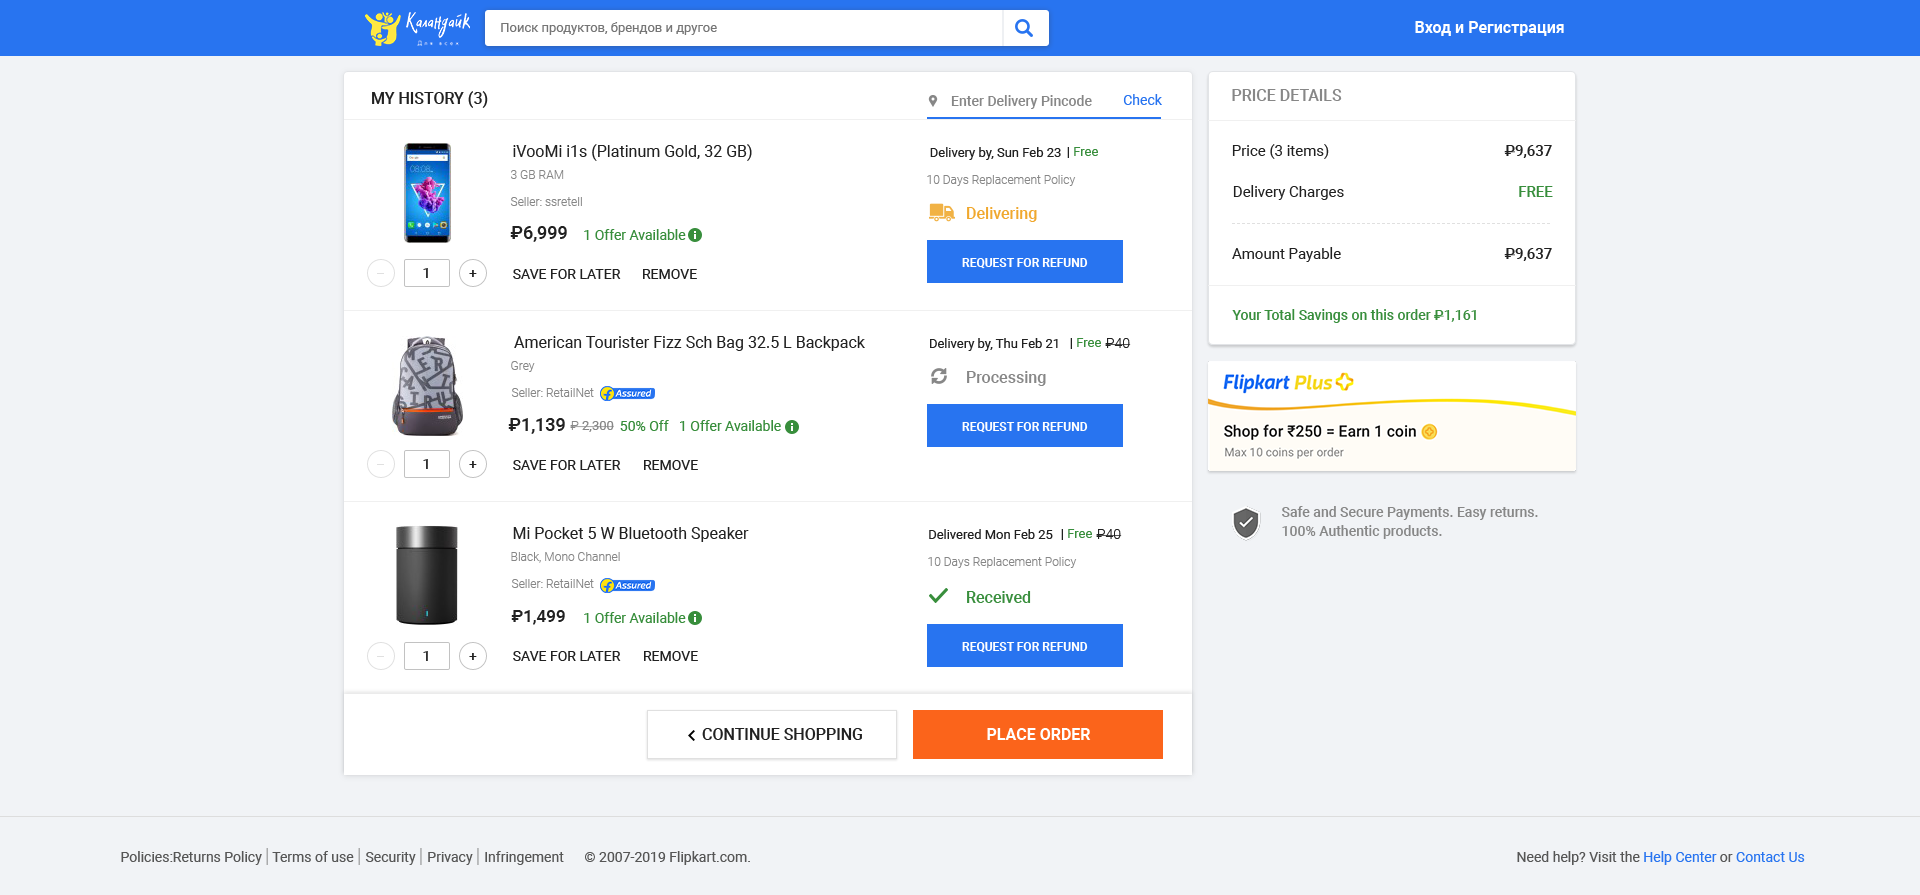 Каландайк
Для всех
Поиск продуктов, брендов и другое
Вход и Регистрация
MY HISTORY (3)
Enter Delivery Pincode
Check
iVooMi i1s (Platinum Gold, 32 GB)
3 GB RAM
Seller: ssretell
₽6,999 1 Offer Available
1
SAVE FOR LATER REMOVE
Delivery by, Sun Feb 23 | Free
10 Days Replacement Policy
Delivering
REQUEST FOR REFUND
American Tourister Fizz Sch Bag 32.5 L Backpack
Grey
Seller: RetailNet Assured
₽1,139 ₽ 2,300 50% Off 1 Offer Available
1
SAVE FOR LATER REMOVE
Delivery by, Thu Feb 21 | Free ₽40
Processing
REQUEST FOR REFUND
Mi Pocket 5 W Bluetooth Speaker
Black, Mono Channel
Seller: RetailNet Assured
₽1,499 1 Offer Available
1
SAVE FOR LATER REMOVE
Delivered Mon Feb 25 | Free ₽40
10 Days Replacement Policy
Received
REQUEST FOR REFUND
CONTINUE SHOPPING
PLACE ORDER
PRICE DETAILS
Price (3 items) ₽9,637
Delivery Charges FREE
Amount Payable ₽9,637
Your Total Savings on this order ₽1,161
Flipkart Plus
Shop for ₹250 = Earn 1 coin
Max 10 coins per order
Safe and Secure Payments. Easy returns.
100% Authentic products.
Policies:Returns Policy | Terms of use | Security | Privacy | Infringement © 2007-2019 Flipkart.com.
Need help? Visit the Help Center or Contact Us